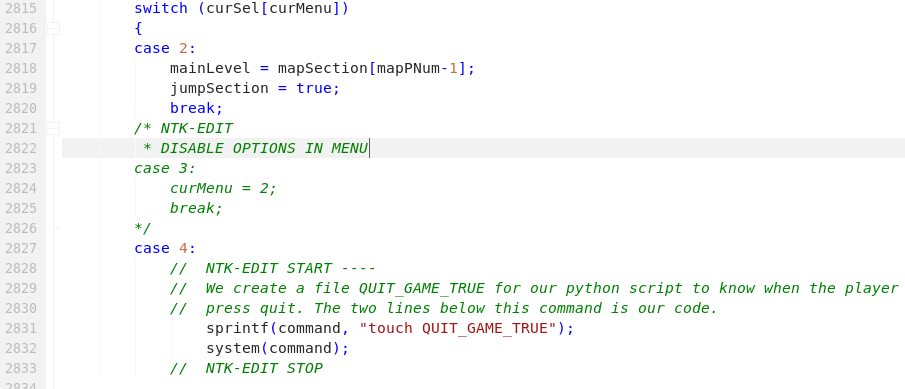 2815 switch (curSel[curMenu])
2816 {
2817 case 2:
2818 mainLevel = mapSection[mapPNum-1];
2819 jumpSection = true;
2820 break;
2821 /* NTK-EDIT
2822 * DISABLE OPTIONS IN MENU
2823 case 3:
2824 curMenu = 2;
2825 break;
2826 */
2827 case 4:
2828 // NTK-EDIT START ----
2829 // We create a file QUIT_GAME_TRUE for our python script to know when the player
2830 // press quit. The two lines below this command is our code.
2831 sprintf(command, "touch QUIT_GAME_TRUE");
2832 system(command);
2833 // NTK-EDIT STOP
2834